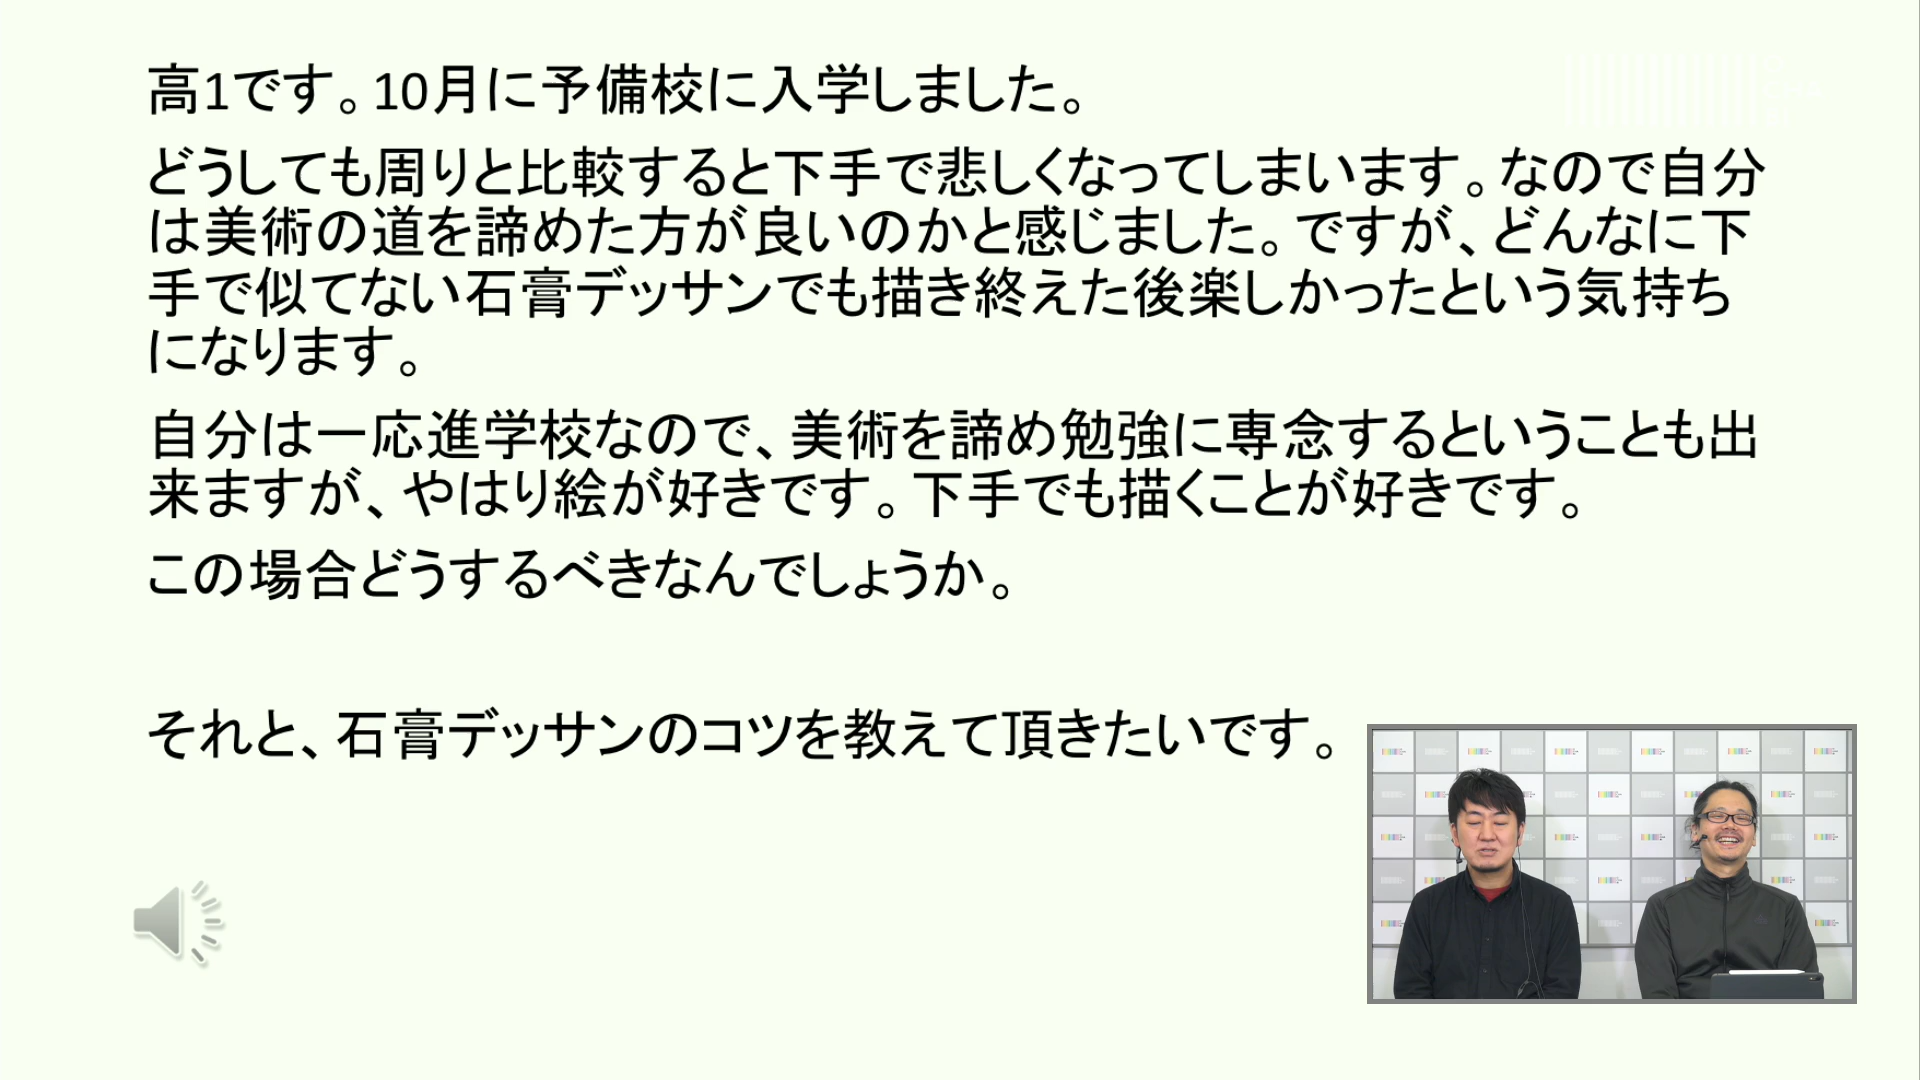 高1です。10月に予備校に入学しました。
どうしても周りと比較すると下手で悲しくなってしまいます。なので自分
は美術の道を諦めた方が良いのかと感じました。ですが、どんなに下
手で似てない石膏デッサンでも描き終えた後楽しかったという気持ち
になります。
自分は一応進学校なので、美術を諦め勉強に専念するということも出
来ますが、やはり絵が好きです。下手でも描くことが好きです。
この場合どうするべきなんでしょうか。
それと、石膏デッサンのコツを教えて頂きたいです。